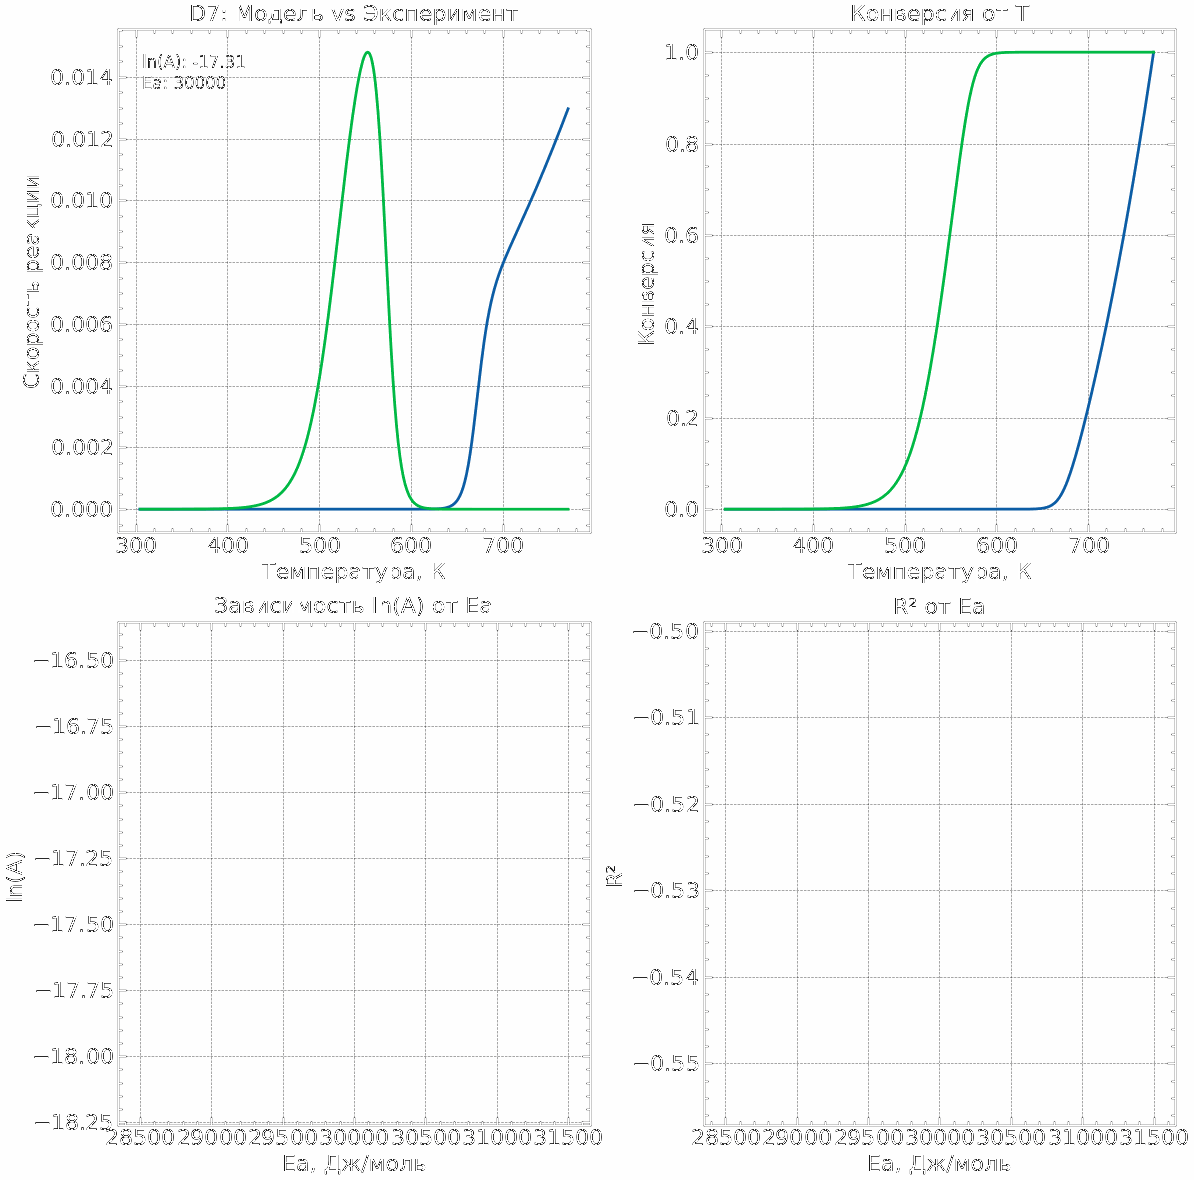 D7: Модель vs Эксперимент
ln(A): -17.31
Ea: 30000
0.014
0.012
0.010
0.008
0.006
0.004
0.002
0.000
Скорость реакции
300 400 500 600 700
Температура, К
Конверсия от Т
1.0
0.8
0.6
0.4
0.2
0.0
Конверсия
300 400 500 600 700
Температура, К
Зависимость ln(A) от Ea
−16.50
−16.75
−17.00
−17.25
−17.50
−17.75
−18.00
−18.25
ln(A)
28500 29000 29500 30000 30500 31000 31500
Ea, Дж/моль
R² от Ea
−0.50
−0.51
−0.52
−0.53
−0.54
−0.55
R²
28500 29000 29500 30000 30500 31000 31500
Ea, Дж/моль